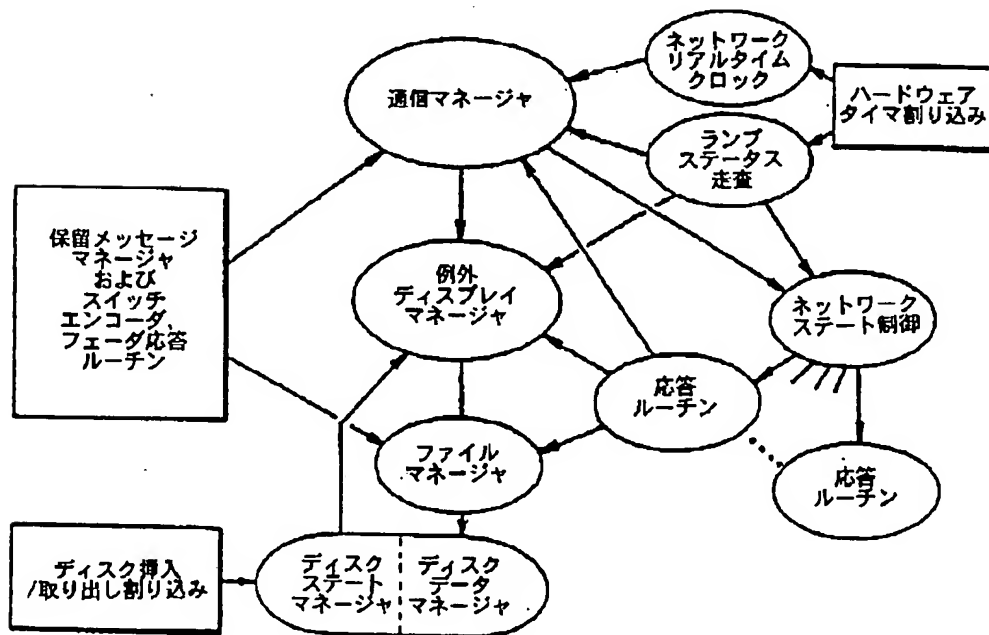 ネットワーク
リアルタイム
クロック
ハードウェア
タイマ割り込み
通個マネージャ
ランプ
ステータス
走査
保留メッセージ
マネージャ
および
スイッチ
エンコーダ、
フェーダ応答
ルーチン
例外
ディスプレイ
マネージャ
ネットワーク
ステート制御
応答
ルーチン
ファイル
マネージャ
応答
ルーチン
ディスク挿入
/取り出し割り込み
ディスク
ステート
マネージャ
ディスク
データ
マネージャ